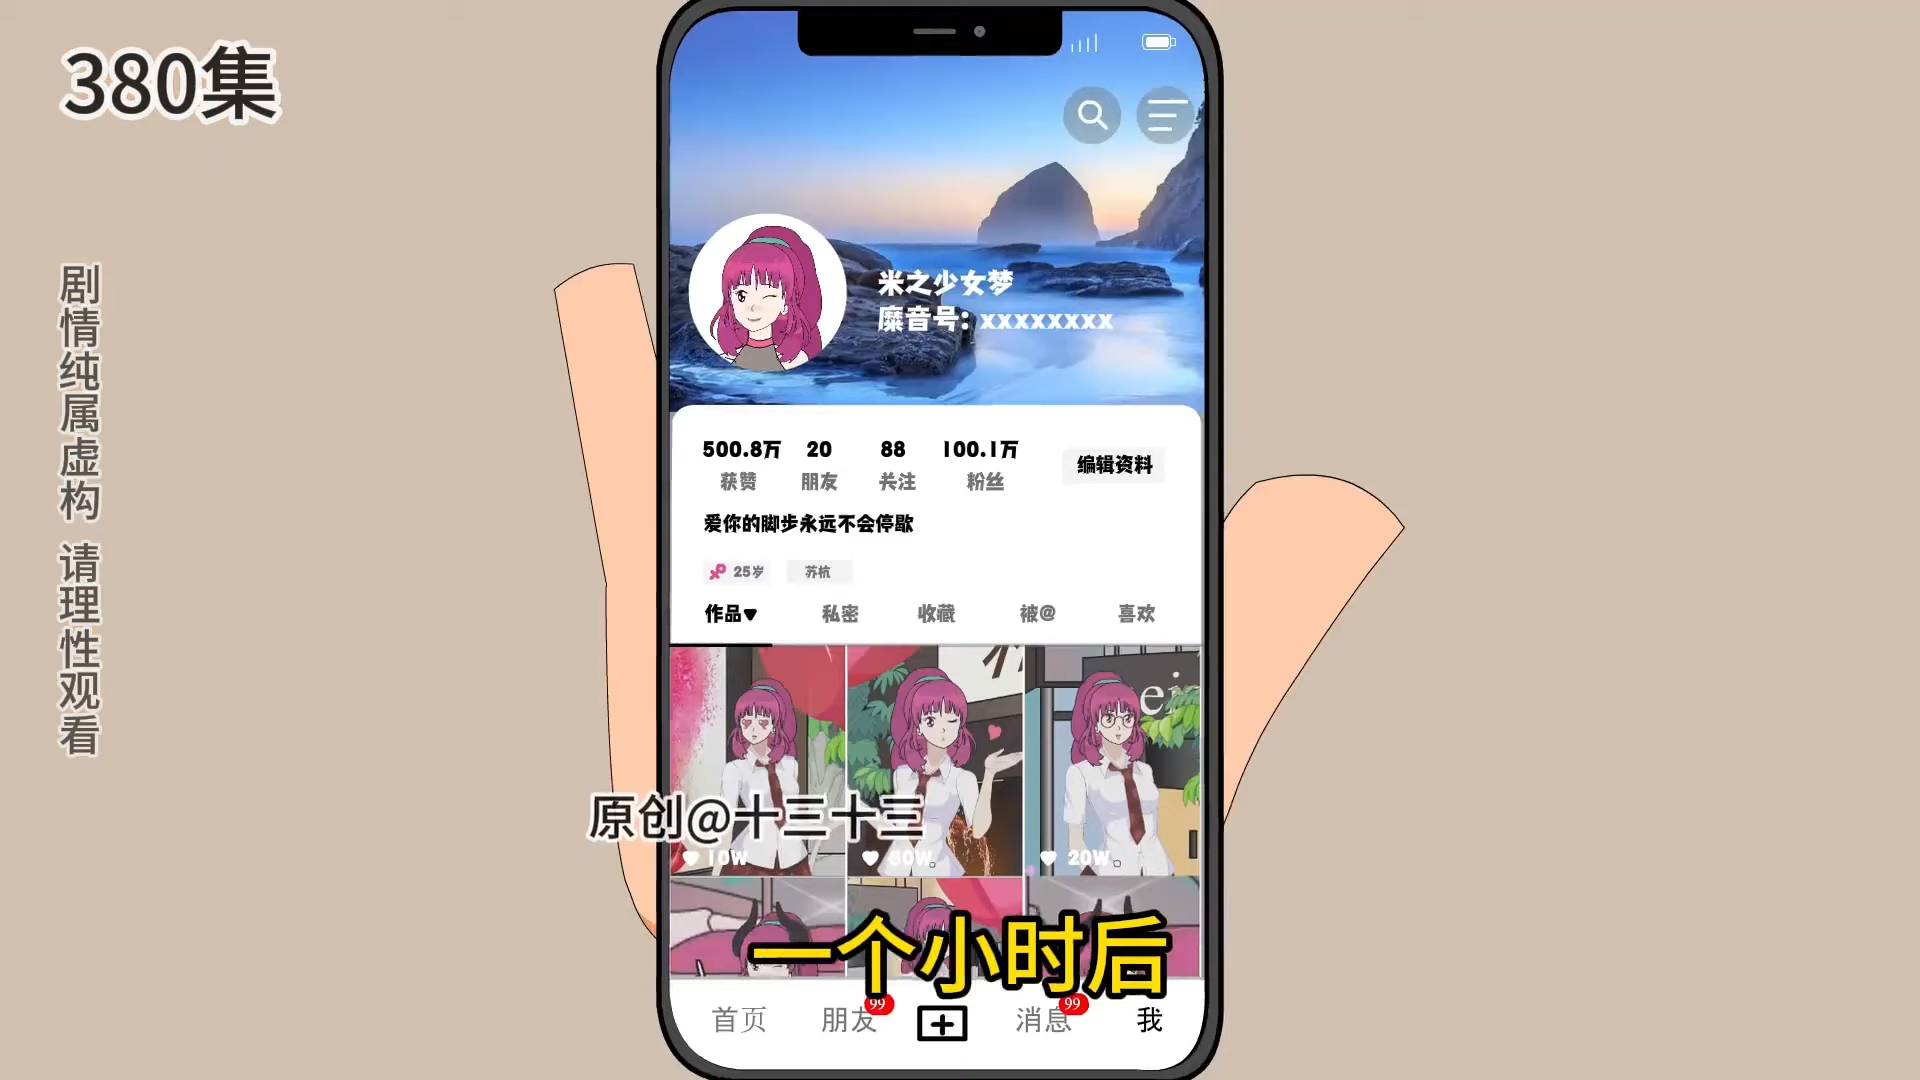 380集
剧情纯属虚构 请理性观看
米之少女梦
糜音号：xxxxxxxx
500.8万 20 88 100.1万
获赞 朋友 关注 粉丝
编辑资料
爱你的脚步永远不会停歇
25岁 苏杭
作品 私密 收藏 被@ 喜欢
ei
原创@十三十三
10W 60W 20W
一个小时后
99 99
首页 朋友 消息 我